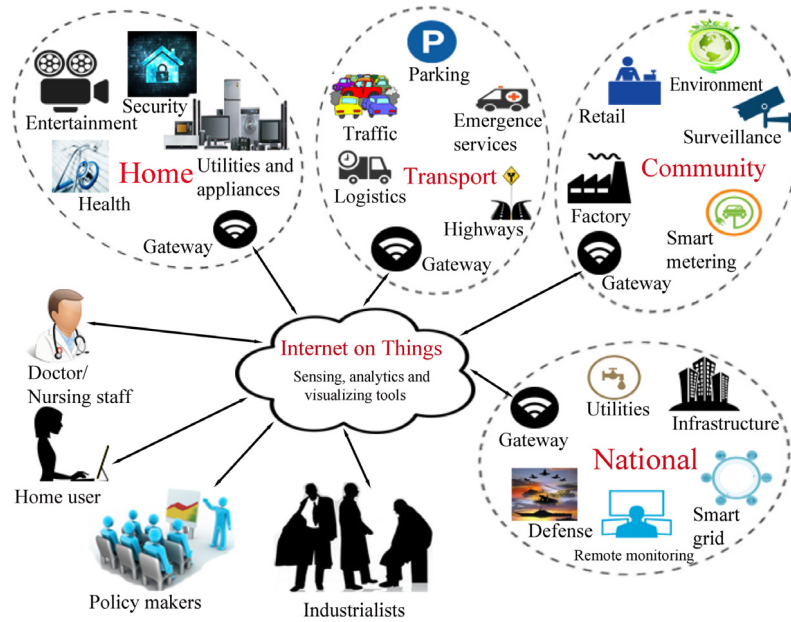 Entertainment
Security
Utilities and
appliances
Home
Health
Gateway
P
Parking
Traffic
Emergence
services
Logistics
Transport
Highways
Gateway
Retail
Environment
Surveillance
Community
Factory
Smart
metering
Gateway
Internet on Things
Sensing, analytics and
visualizing tools
Doctor/
Nursing staff
Home user
Policy makers
Industrialists
Gateway
Utilities
Infrastructure
National
Defense
Remote monitoring
Smart
grid